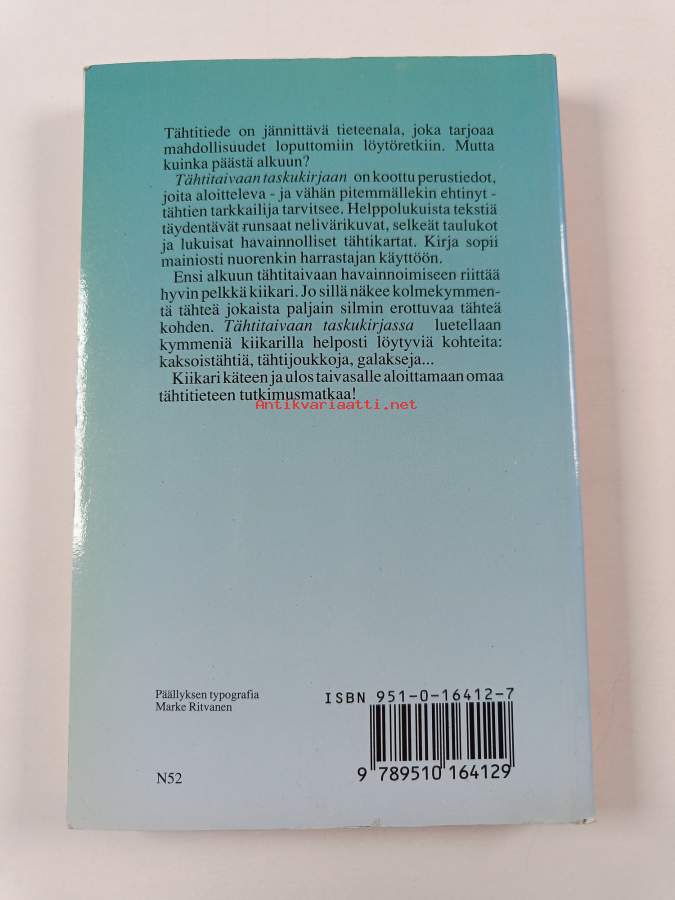 Tähtitiede on jännittävä tieteenala, joka tarjoaa
mahdollisuudet loputtomiin löytöretkiin. Mutta
kuinka päästä alkuun?
Tähtitaivaan taskukirjaan on koottu perustiedot,
joita aloitteleva - ja vähän pitemmällekin ehtinyt -
tähtien tarkkailija tarvitsee. Helppolukuista tekstiä
täydentävät runsaat nelivärikuvat, selkeät taulukot
ja lukuisat havainnolliset tähtikartat. Kirja sopii
mainiosti nuorenkin harrastajan käyttöön.
Ensi alkuun tähtitaivaan havainnoimiseen riittää
hyvin pelkkä kiikari. Jo sillä näkee kolmekymmen-
tä tähteä jokaista paljain silmin erottuvaa tähteä
kohden. Tähtitaivaan taskukirjassa luetellaan
kymmeniä kiikarilla helposti löytyviä kohteita:
kaksoistähtiä, tähtijoukkoja, galakseja...
Kiikari käteen ja ulos taivasalle aloittamaan omaa
tähtitieteen tutkimusmatkaa!
Antikvariaatti.net
Päällyksen typografia
Marke Ritvanen
N52
ISBN 951-0-16412-7
9 789510 164129